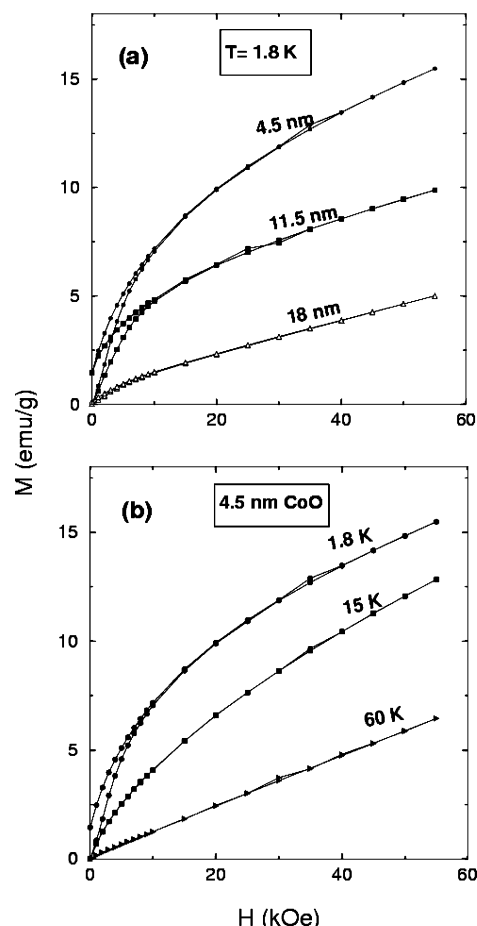 (a)
T= 1.8 K
15
10
5
0
4.5 nm
11.5 nm
18 nm
0 20 40 60
M (emu/g)
(b)
4.5 nm CoO
15
10
5
0
1.8 K
15 K
60 K
0 20 40 60
H (kOe)